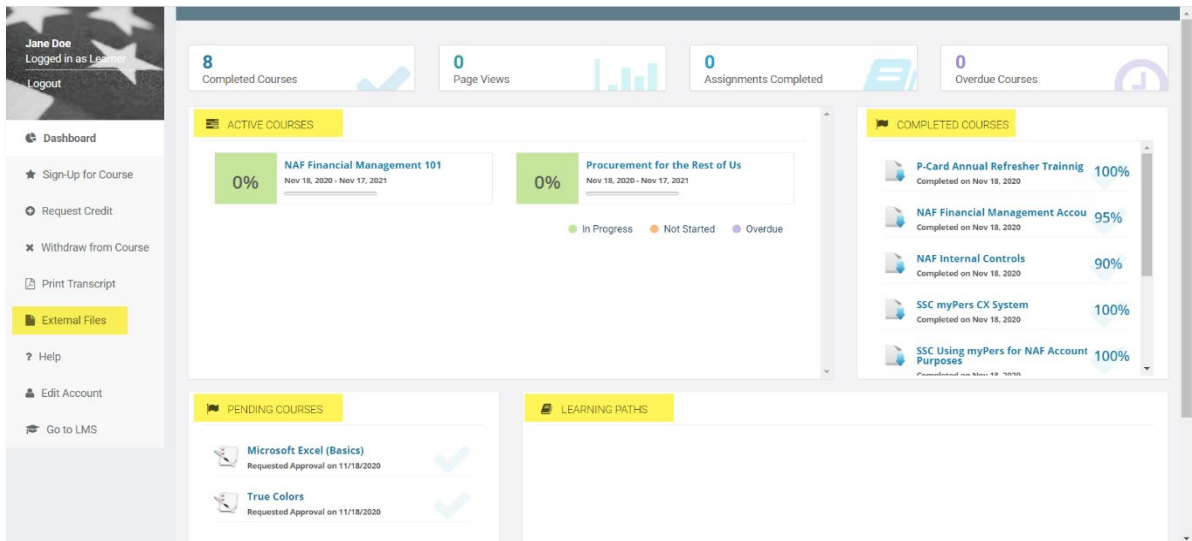 Jane Doe
Logged in as Learner
Logout
Dashboard
Sign-Up for Course
Request Credit
Withdraw from Course
Print Transcript
External Files
? Help
Edit Account
Go to LMS
8
Completed Courses
0
Page Views
0
Assignments Completed
0
Overdue Courses
ACTIVE COURSES
0%
NAF Financial Management 101
Nov 18, 2020 - Nov 17, 2021
0%
Procurement for the Rest of Us
Nov 18, 2020 - Nov 17, 2021
In Progress
Not Started
Overdue
COMPLETED COURSES
P-Card Annual Refresher Trainnig
Completed on Nov 18, 2020
100%
NAF Financial Management Accou
Completed on Nov 18, 2020
95%
NAF Internal Controls
Completed on Nov 18, 2020
90%
SSC myPers CX System
Completed on Nov 18, 2020
100%
SSC Using myPers for NAF Account
Purposes
Completed on Nov 18, 2020
100%
PENDING COURSES
Microsoft Excel (Basics)
Requested Approval on 11/18/2020
True Colors
Requested Approval on 11/18/2020
LEARNING PATHS